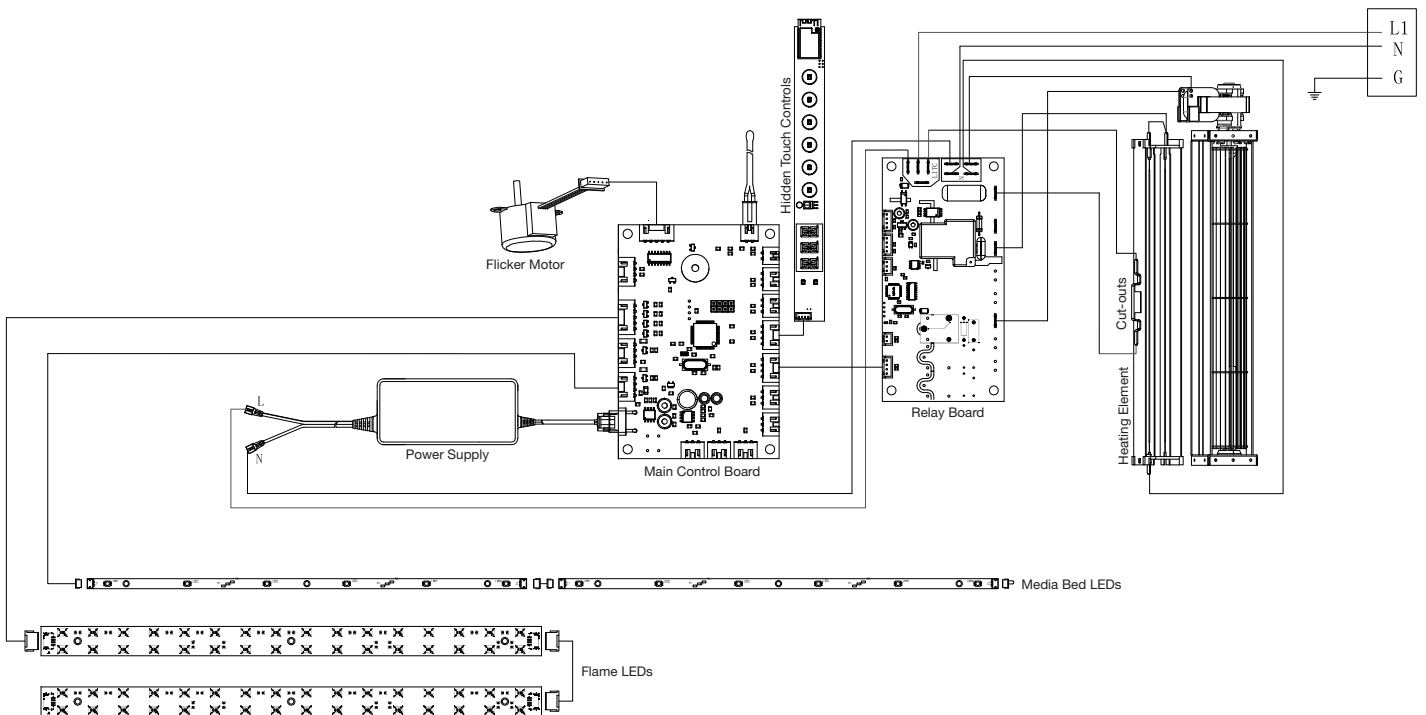 L1
N
G
Hidden Touch Controls
Flicker Motor
Cut-outs
Heating Element
Relay Board
L
N
Power Supply
Main Control Board
Media Bed LEDs
Flame LEDs